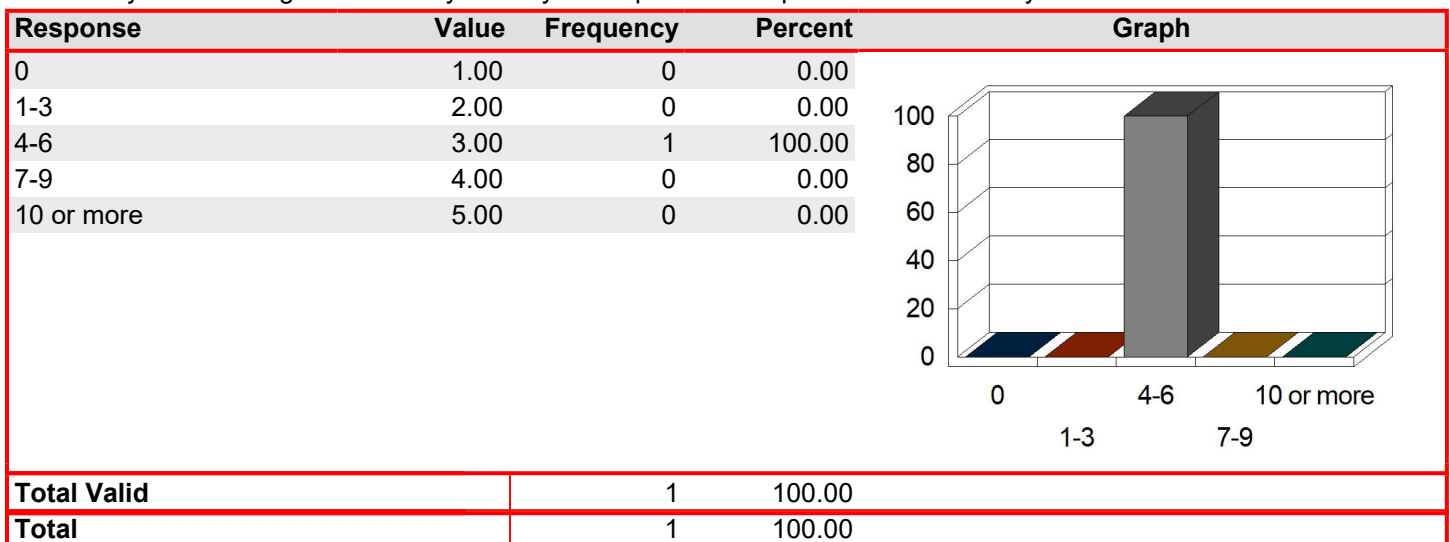 Response Value Frequency Percent Graph
0 1.00 0 0.00
1-3 2.00 0 0.00
4-6 3.00 1 100.00
7-9 4.00 0 0.00
10 or more 5.00 0 0.00
100
80
60
40
20
0
0 4-6 10 or more
1-3 7-9
Total Valid 1 100.00
Total 1 100.00